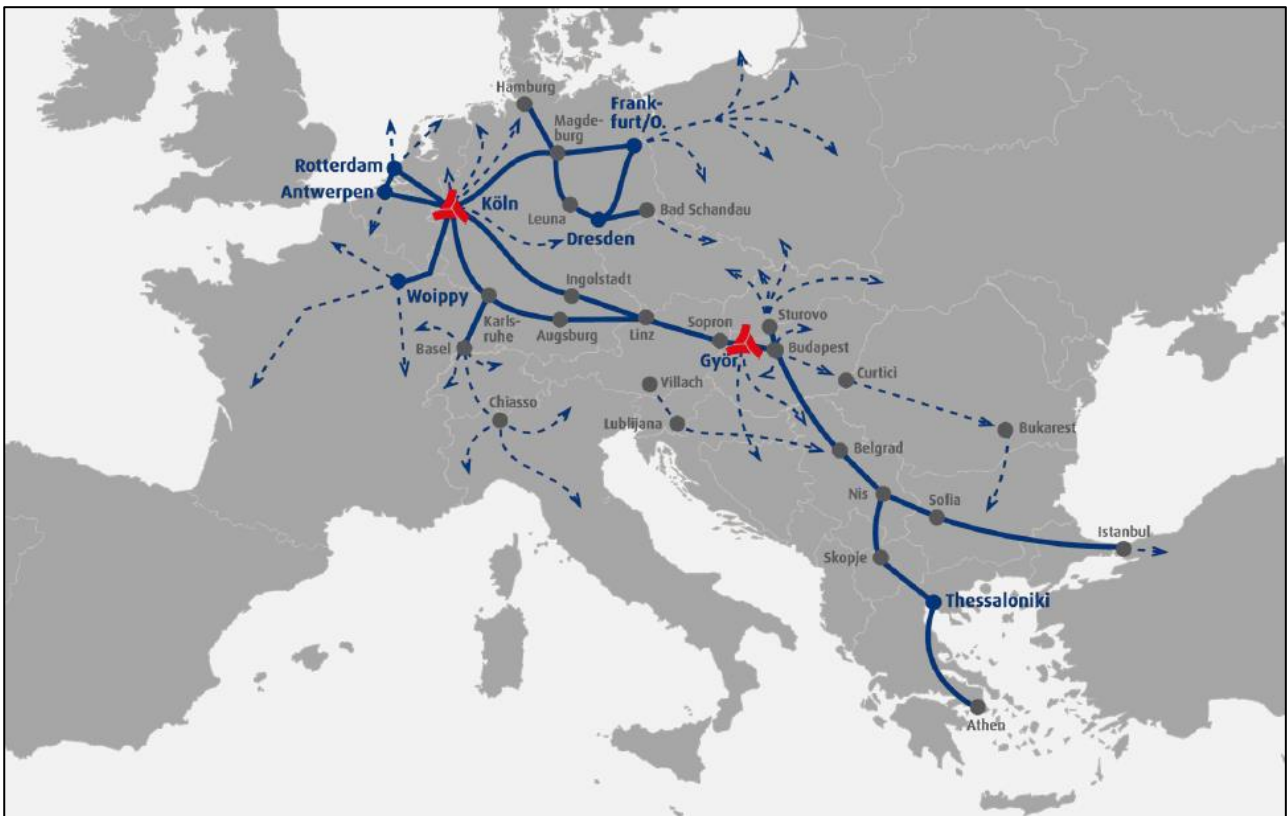 Hamburg
Frank-
furt/O.
Magde-
burg
Rotterdam
Antwerpen
Köln
Leuna
Bad Schandau
Dresden
Woippy
Ingolstadt
Karls-
ruhe
Augsburg
Linz
Sopron
Sturovo
Györ
Budapest
Basel
Villach
Curtici
Chiasso
Lublijana
Bukarest
Belgrad
Nis
Sofia
Istanbul
Skopje
Thessaloniki
Athen